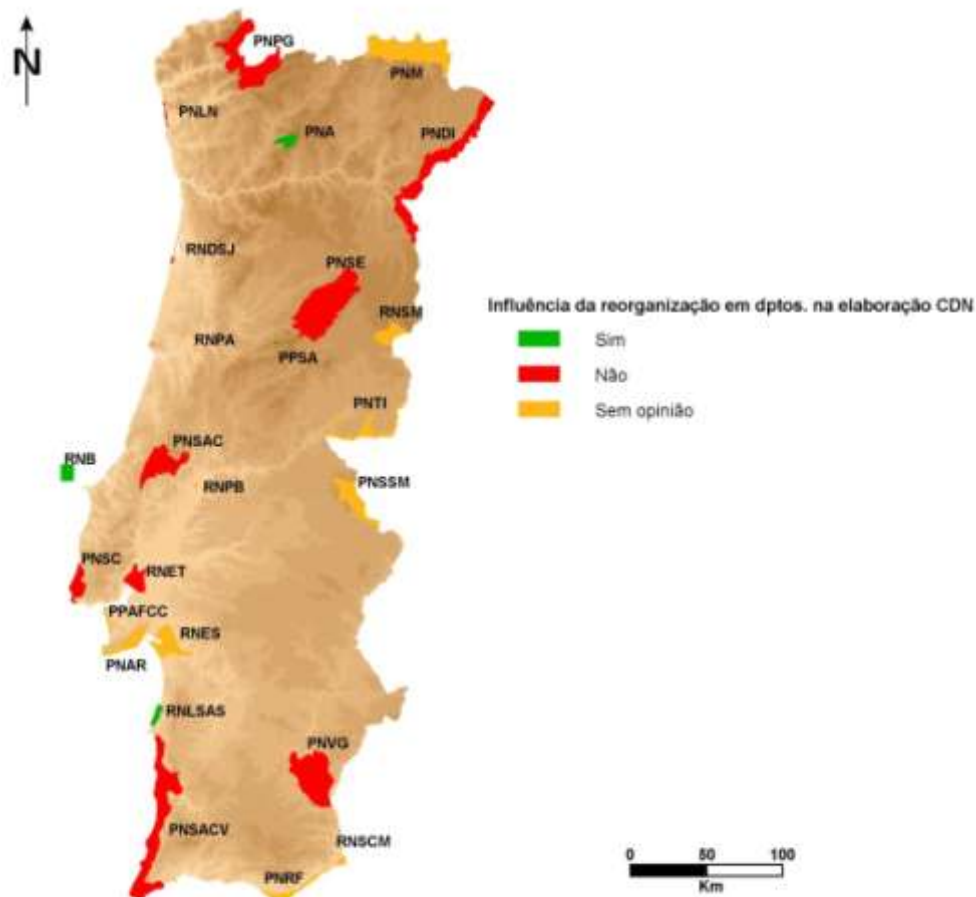 N
PNPG
PNM
PNLN
PNA
PNDI
RNDSJ
PNSE
RNSM
RNPA
PPSA
PNTI
PNSAC
RNB
RNPB
PNSSM
PNSC
RNET
PPAFCC
RNES
PNAR
RNLSAS
PNVG
PNSACV
RNSCM
PNRF
Influência da reorganização em dptos. na elaboração CDN
Sim
Não
Sem opinião
0 50 100
Km